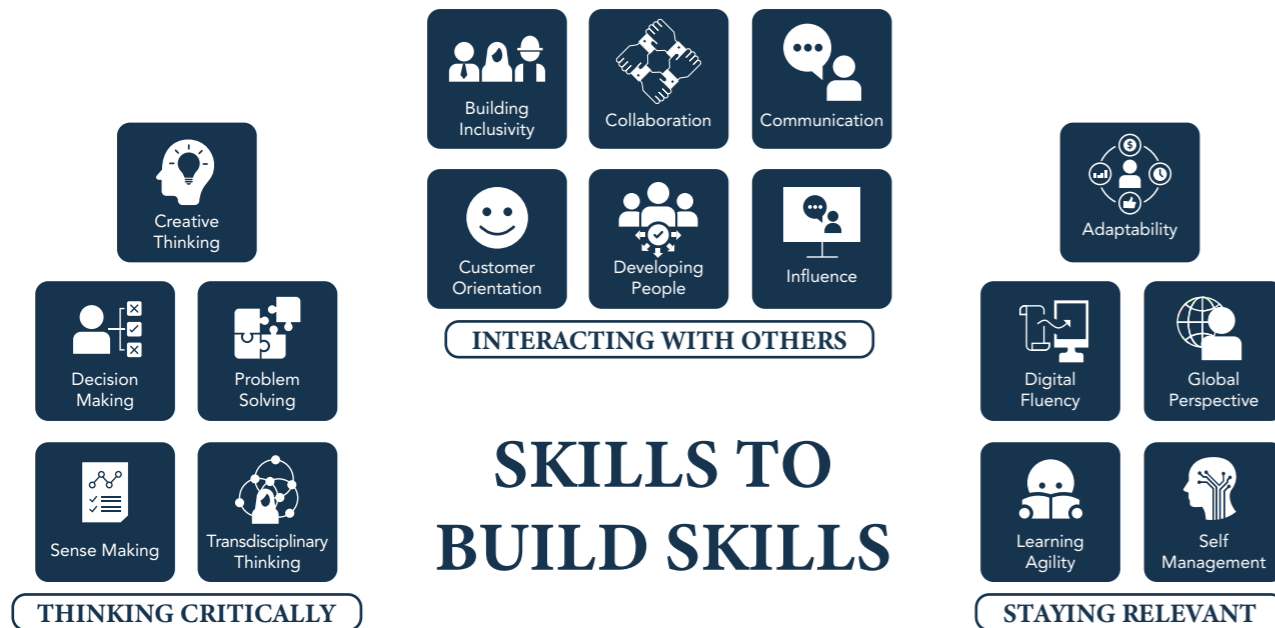 Creative
Thinking
Decision
Making
Problem
Solving
Sense Making
Transdisciplinary
Thinking
THINKING CRITICALLY
Building
Inclusivity
Collaboration
Communication
Customer
Orientation
Developing
People
Influence
INTERACTING WITH OTHERS
SKILLS TO
BUILD SKILLS
Adaptability
Digital
Fluency
Global
Perspective
Learning
Agility
Self
Management
STAYING RELEVANT